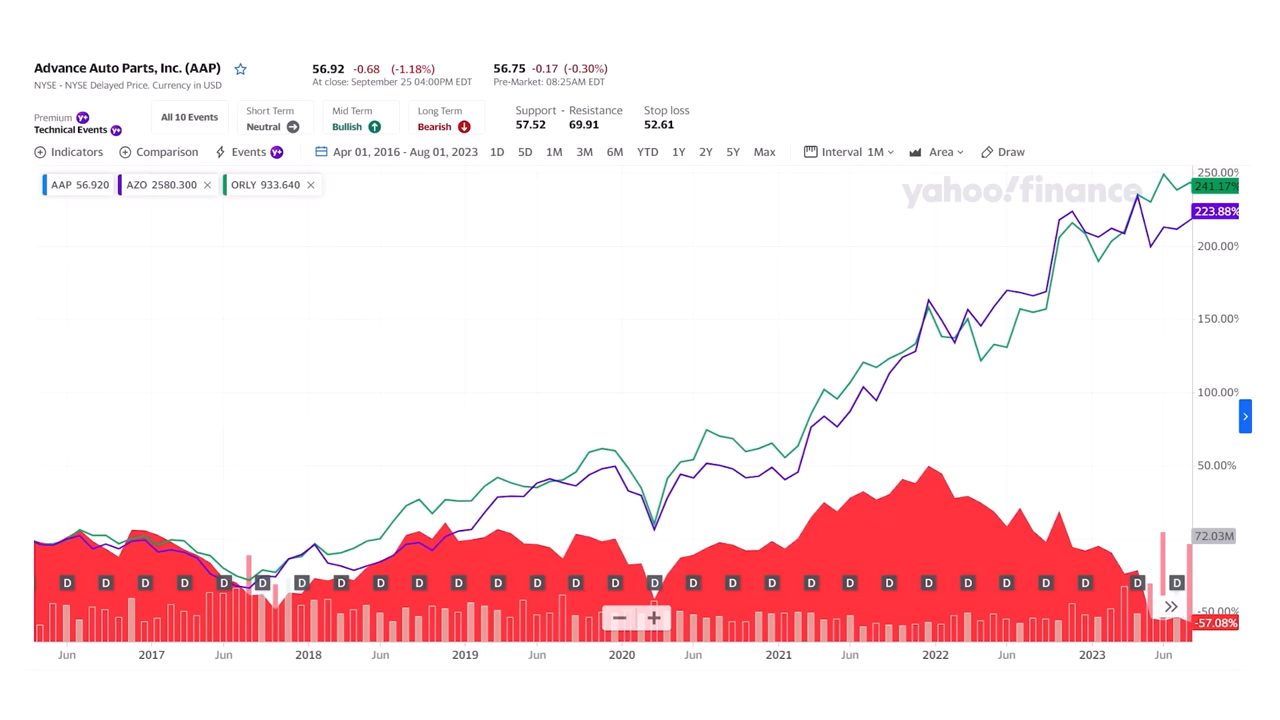 Advance Auto Parts, Inc. (AAP)
NYSE - NYSE Delayed Price. Currency in USD
56.92 -0.68 (-1.18%)
At close: September 25 04:00PM EDT
56.75 -0.17 (-0.30%)
Pre-Market: 08:25AM EDT
Premium Y+
Technical Events Y+
All 10 Events
Short Term
Neutral
Mid Term
Bullish
Long Term
Bearish
Support - Resistance
57.52 69.91
Stop loss
52.61
Indicators Comparison Events Y+ Apr 01, 2016 - Aug 01, 2023 1D 5D 1M 3M 6M YTD 1Y 2Y 5Y Max Interval 1M Area Draw
AAP 56.920 AZO 2580.300 ORLY 933.640
yahoo!finance
250.00%
241.17%
223.88%
200.00%
150.00%
100.00%
50.00%
72.03M
D D D D D D D D D D D D D D D D D D D D D D D D D D D D D
-50.00%
-57.08%
Jun 2017 Jun 2018 Jun 2019 Jun 2020 Jun 2021 Jun 2022 Jun 2023 Jun